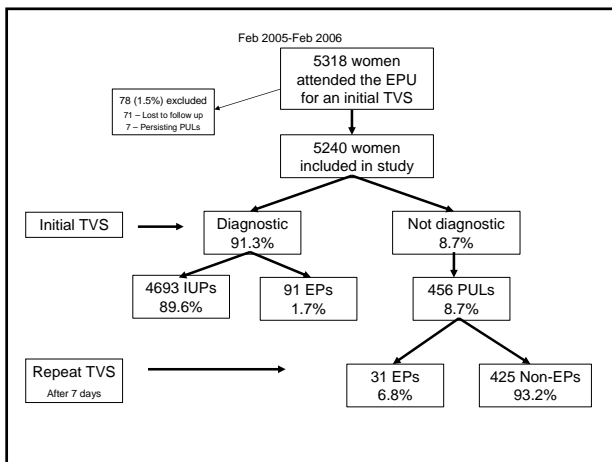 Feb 2005-Feb 2006
5318 women
attended the EPU
for an initial TVS
78 (1.5%) excluded
71 – Lost to follow up
7 – Persisting PULs
5240 women
included in study
Initial TVS
Diagnostic
91.3%
Not diagnostic
8.7%
4693 IUPs
89.6%
91 EPs
1.7%
456 PULs
8.7%
Repeat TVS
After 7 days
31 EPs
6.8%
425 Non-EPs
93.2%